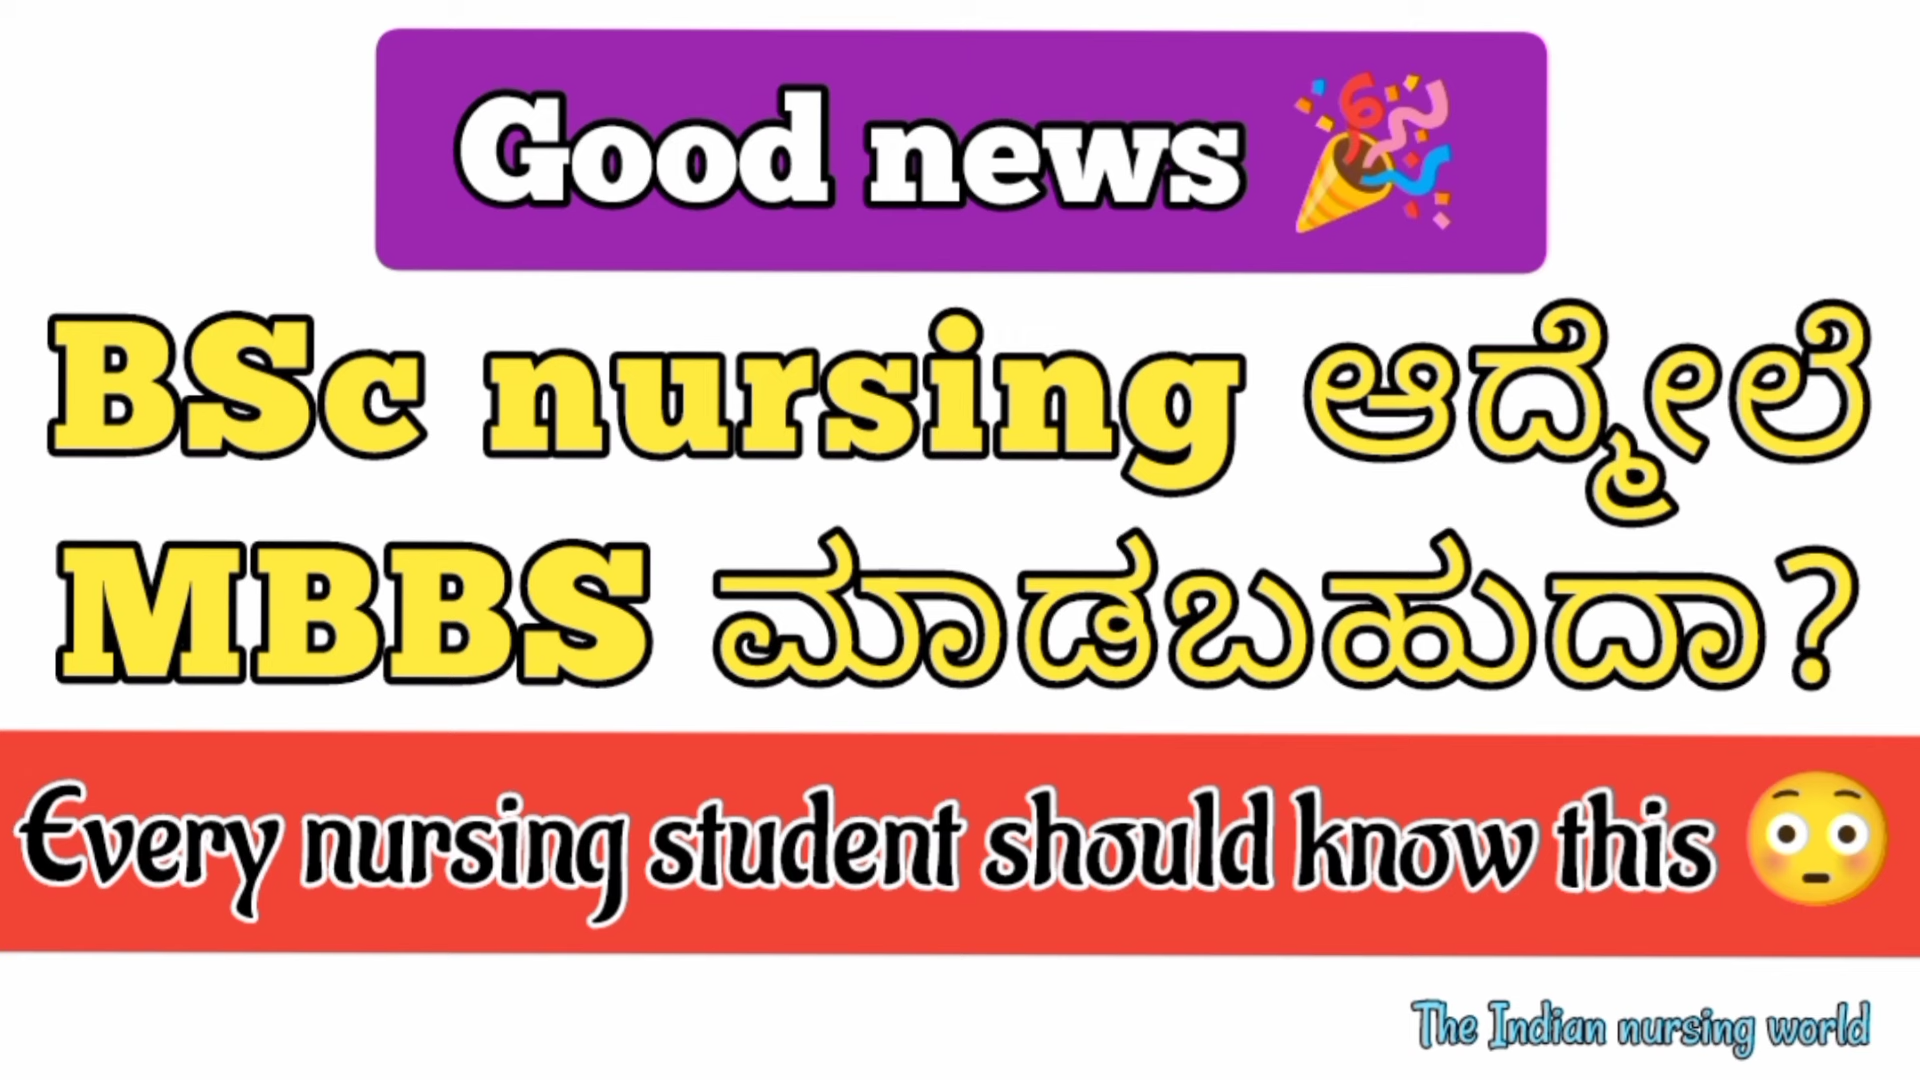 Good news 🎉
BSc nursing ಆದ್ಮೇಲೆ
MBBS ಮಾಡಬಹುದಾ?
Every nursing student should know this 😳
The Indian nursing world